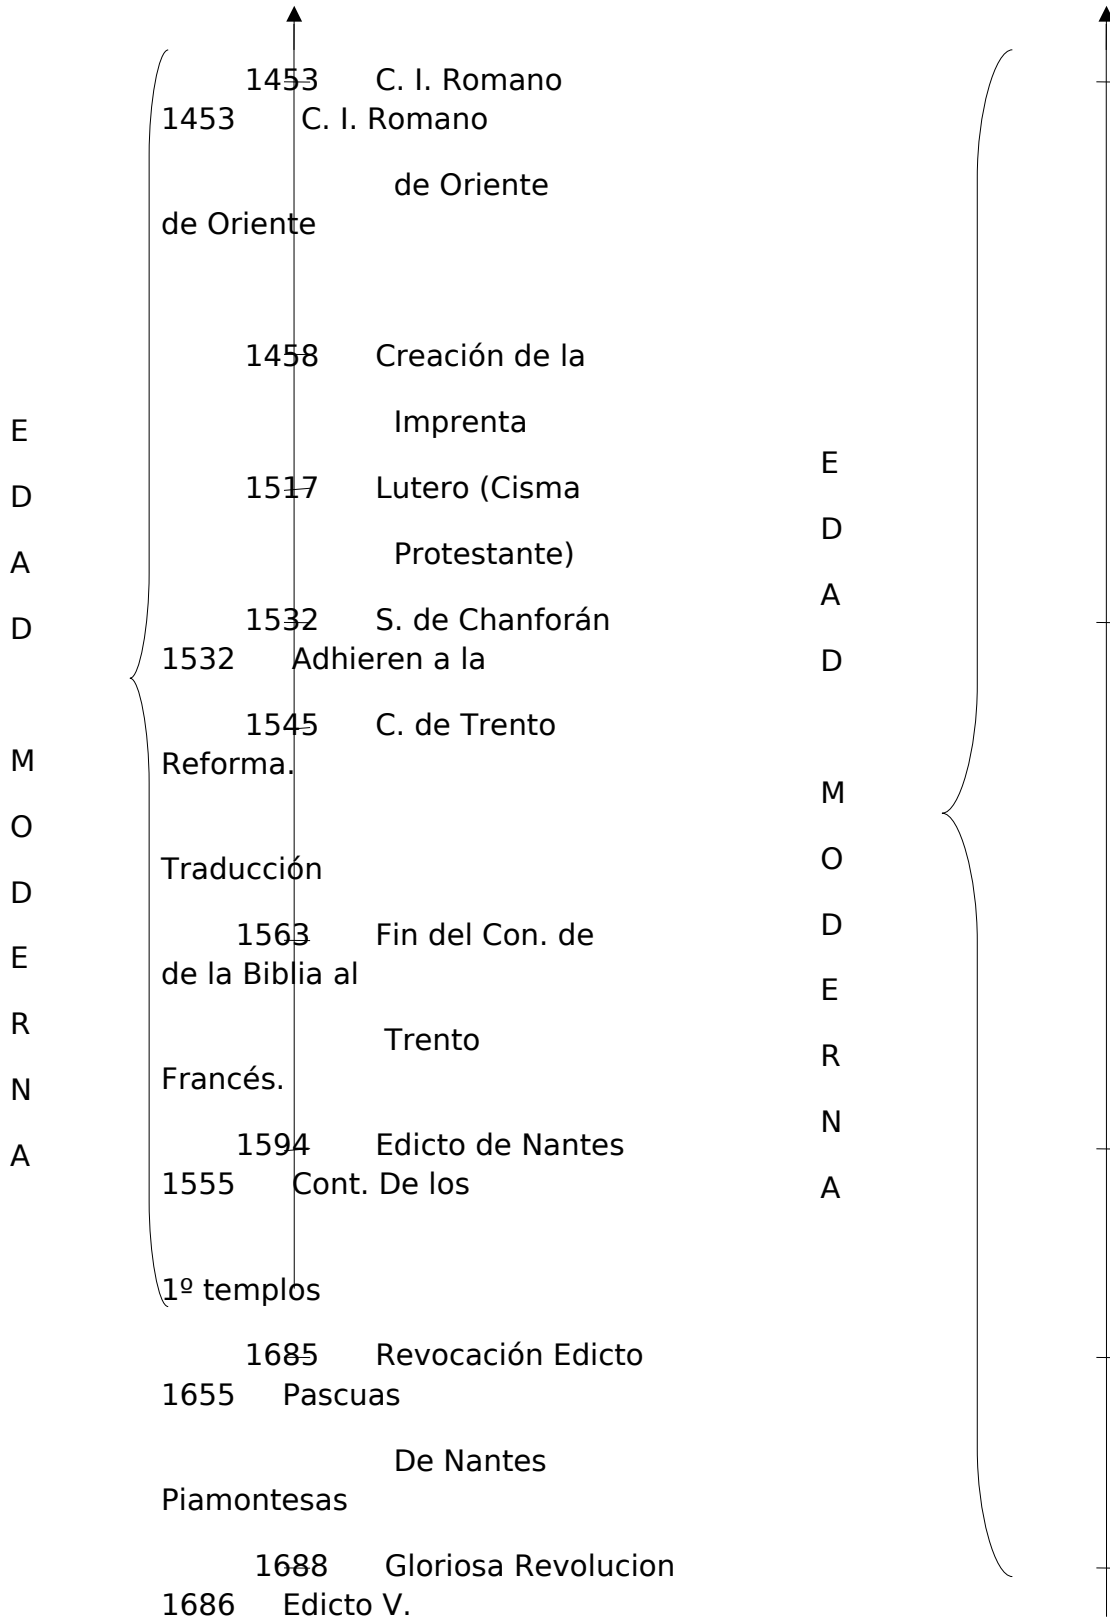 1453 C. I. Romano
1453 C. I. Romano
de Oriente
de Oriente
1458 Creación de la
Imprenta
E
E
1517 Lutero (Cisma
D
D
Protestante)
A
A
1532 S. de Chanforán
D
1532 Adhieren a la
D
1545 C. de Trento
M
Reforma.
M
O
O
Traducción
D
D
1563 Fin del Con. de
E
de la Biblia al
E
R
Trento
R
Francés.
N
N
1594 Edicto de Nantes
A
1555 Cont. De los
A
1º templos
1685 Revocación Edicto
1655 Pascuas
De Nantes
Piamontesas
1688 Gloriosa Revolucion
1686 Edicto V.